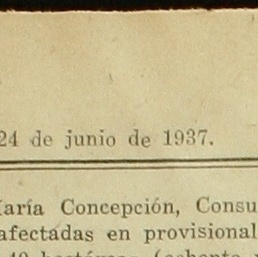 24 de junio de 1937.
María Concepción, Consu
afectadas en provisional